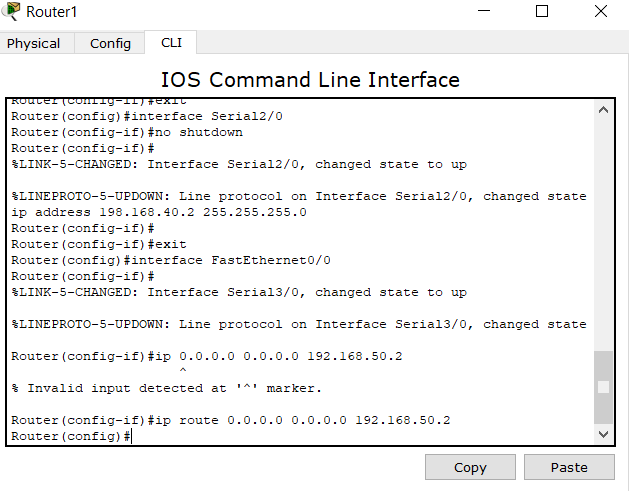 Router1
Physical Config CLI
IOS Command Line Interface
Router(config-if)#exit
Router(config)#interface Serial2/0
Router(config-if)#no shutdown
Router(config-if)#
%LINK-5-CHANGED: Interface Serial2/0, changed state to up
%LINEPROTO-5-UPDOWN: Line protocol on Interface Serial2/0, changed state
ip address 198.168.40.2 255.255.255.0
Router(config-if)#
Router(config-if)#exit
Router(config)#interface FastEthernet0/0
Router(config-if)#
%LINK-5-CHANGED: Interface Serial3/0, changed state to up
%LINEPROTO-5-UPDOWN: Line protocol on Interface Serial3/0, changed state
Router(config-if)#ip 0.0.0.0 0.0.0.0 192.168.50.2
^
% Invalid input detected at '^' marker.
Router(config-if)#ip route 0.0.0.0 0.0.0.0 192.168.50.2
Router(config)#
Copy Paste